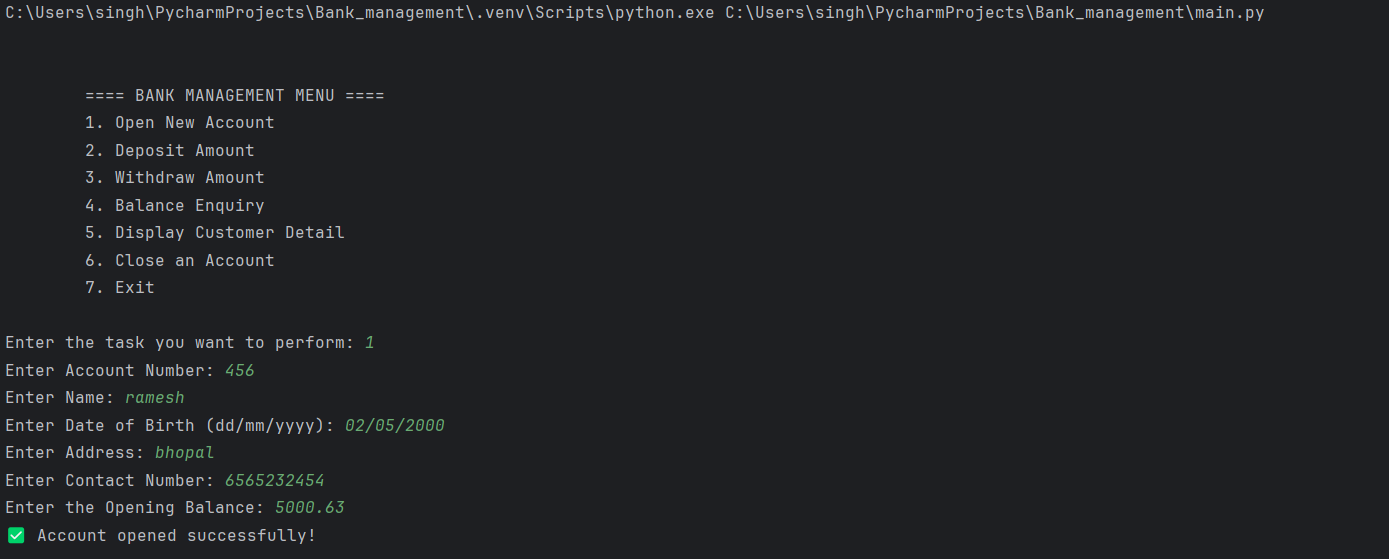 C:\Users\singh\PycharmProjects\Bank_management\.venv\Scripts\python.exe C:\Users\singh\PycharmProjects\Bank_management\main.py
==== BANK MANAGEMENT MENU ====
1. Open New Account
2. Deposit Amount
3. Withdraw Amount
4. Balance Enquiry
5. Display Customer Detail
6. Close an Account
7. Exit
Enter the task you want to perform: 1
Enter Account Number: 456
Enter Name: ramesh
Enter Date of Birth (dd/mm/yyyy): 02/05/2000
Enter Address: bhopal
Enter Contact Number: 6565232454
Enter the Opening Balance: 5000.63
✅ Account opened successfully!